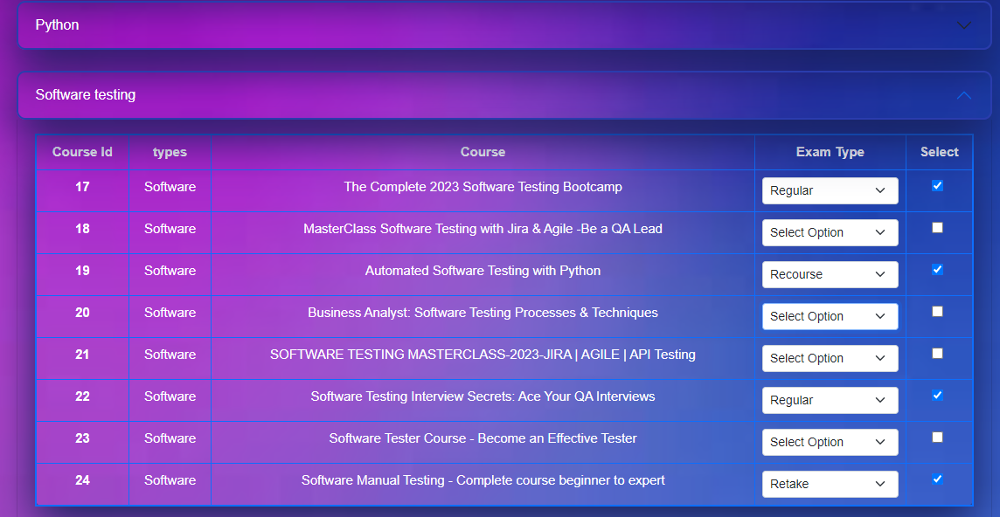 Python
Software testing
Course Id types Course Exam Type Select
17 Software The Complete 2023 Software Testing Bootcamp Regular
18 Software MasterClass Software Testing with Jira & Agile -Be a QA Lead Select Option
19 Software Automated Software Testing with Python Recourse
20 Software Business Analyst: Software Testing Processes & Techniques Select Option
21 Software SOFTWARE TESTING MASTERCLASS-2023-JIRA | AGILE | API Testing Select Option
22 Software Software Testing Interview Secrets: Ace Your QA Interviews Regular
23 Software Software Tester Course - Become an Effective Tester Select Option
24 Software Software Manual Testing - Complete course beginner to expert Retake